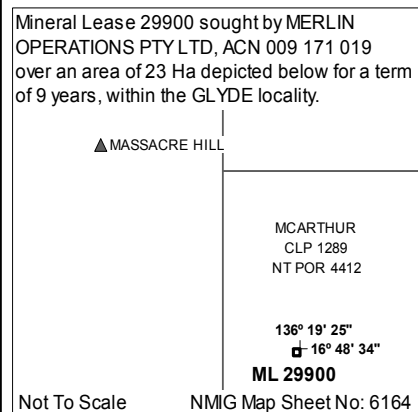 Mineral Lease 29900 sought by MERLIN
OPERATIONS PTY LTD, ACN 009 171 019
over an area of 23 Ha depicted below for a term
of 9 years, within the GLYDE locality.
MASSACRE HILL
MCARTHUR
CLP 1289
NT POR 4412
136º 19' 25"
16º 48' 34"
ML 29900
Not To Scale NMIG Map Sheet No: 6164